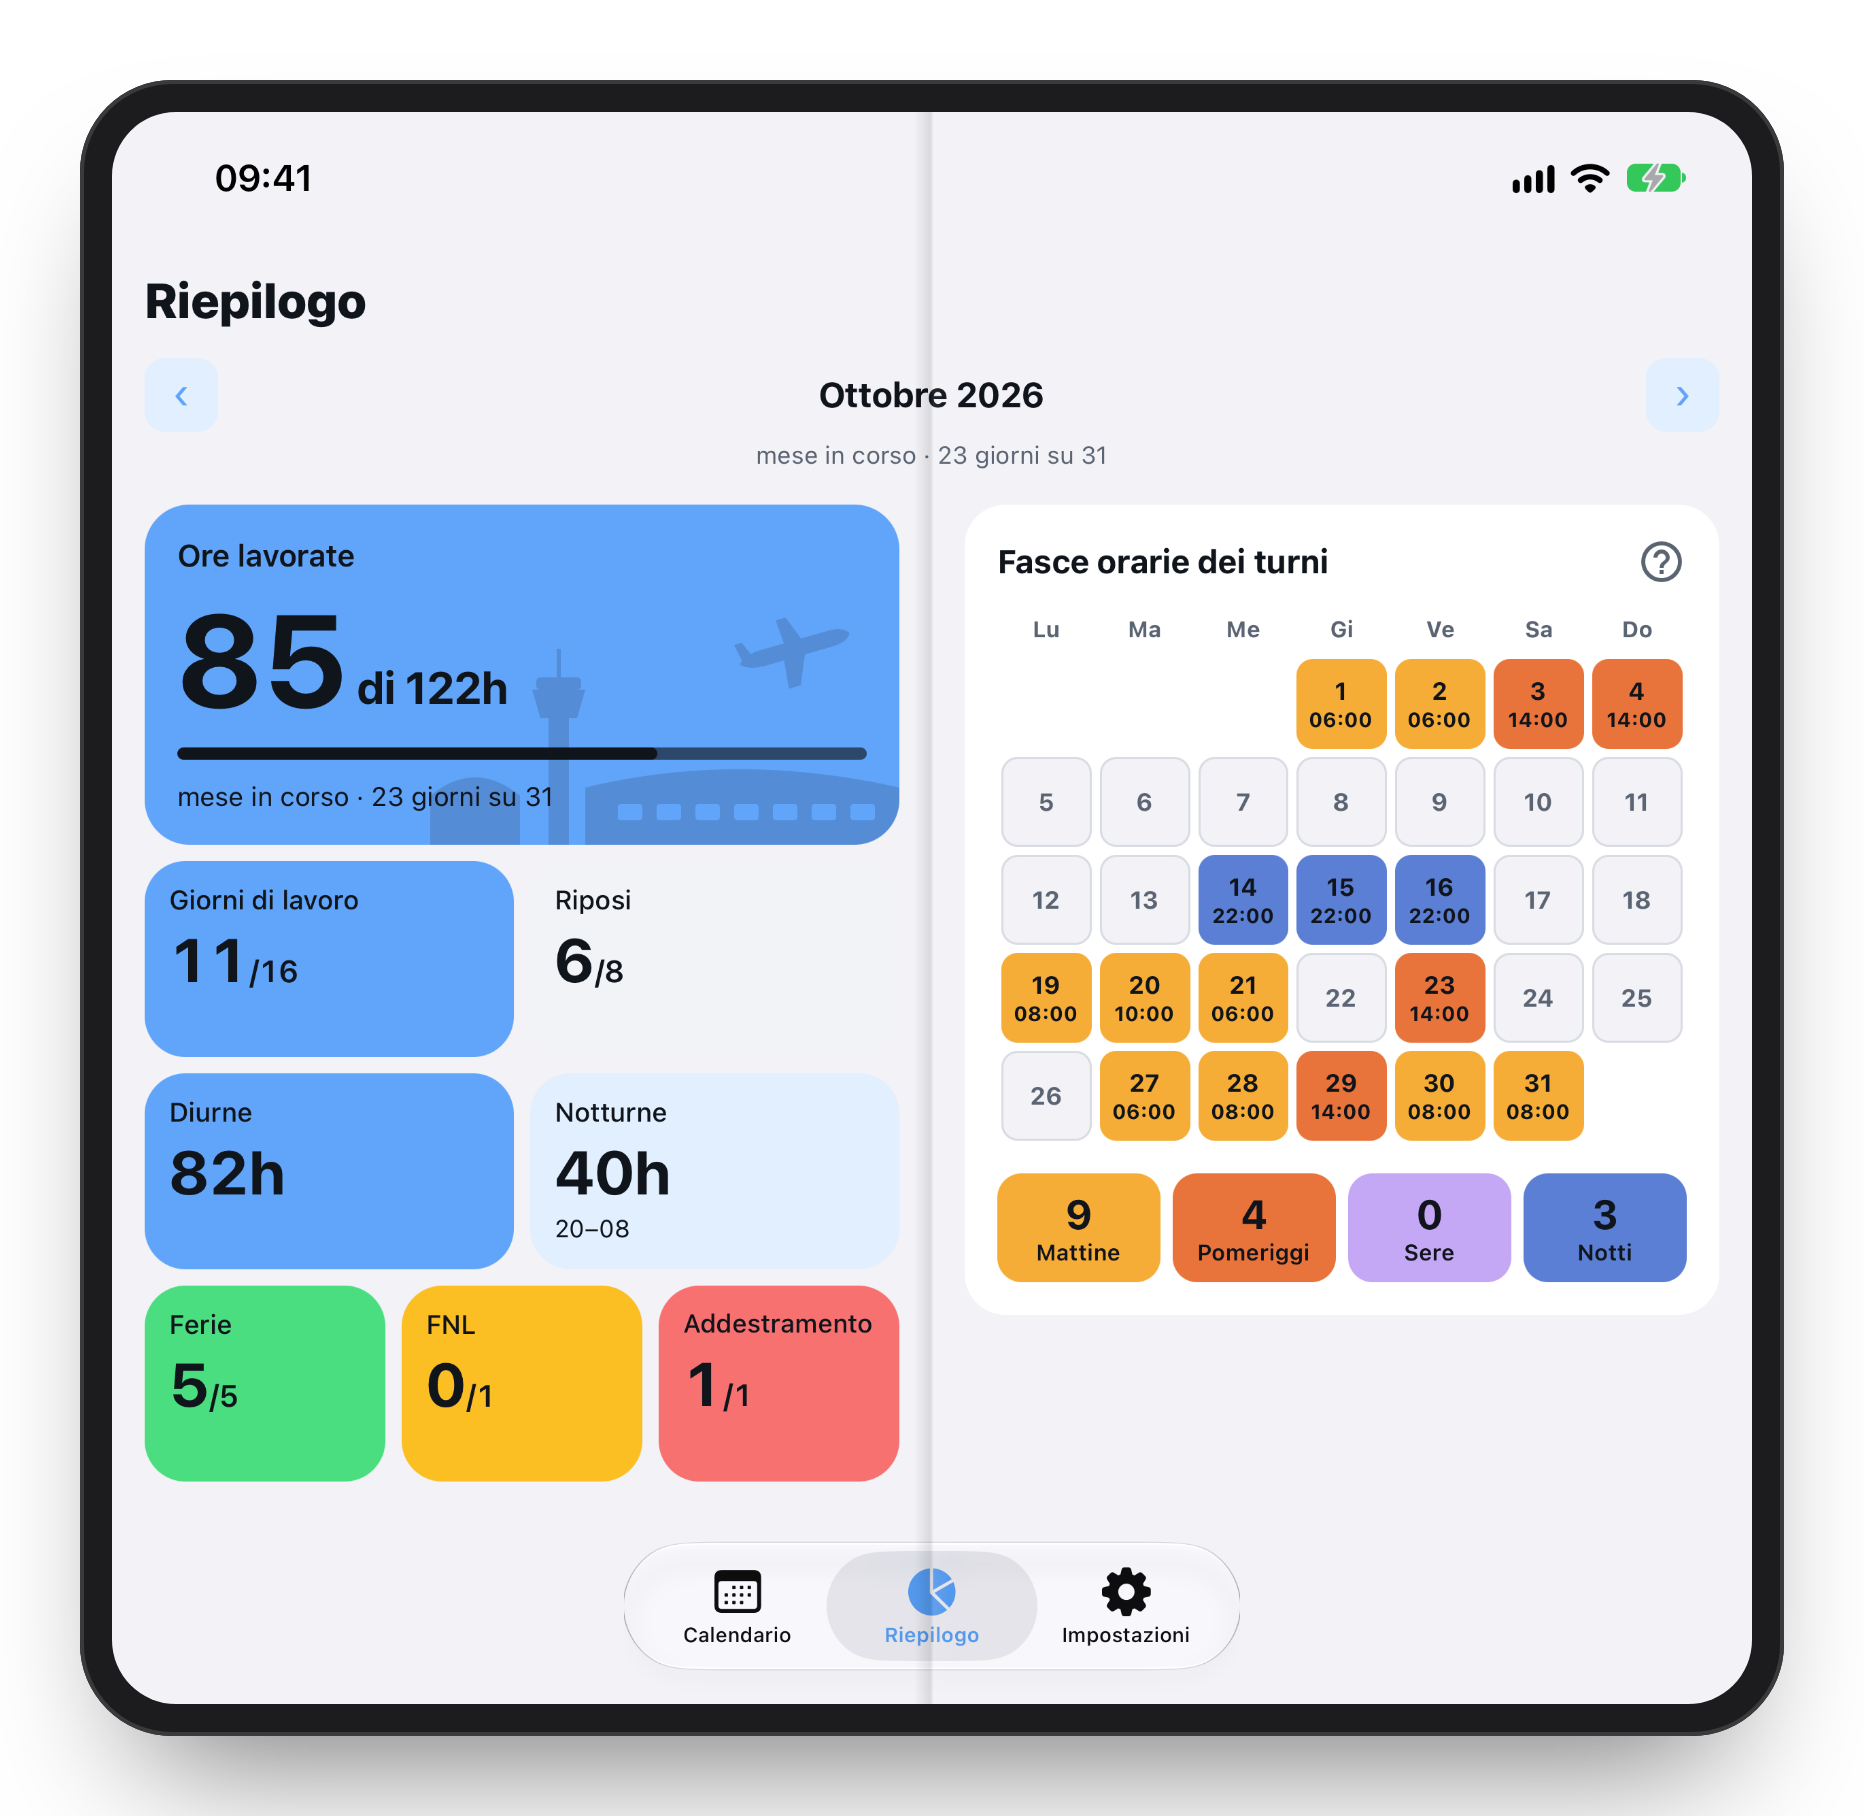 09:41
Riepilogo
‹
Ottobre 2026
›
mese in corso · 23 giorni su 31
Ore lavorate
85 di 122h
mese in corso · 23 giorni su 31
Giorni di lavoro
11/16
Riposi
6/8
Diurne
82h
Notturne
40h
20–08
Ferie
5/5
FNL
0/1
Addestramento
1/1
Fasce orarie dei turni
?
Lu Ma Me Gi Ve Sa Do
1 2 3 4
06:00 06:00 14:00 14:00
5 6 7 8 9 10 11
12 13 14 15 16 17 18
22:00 22:00 22:00
19 20 21 22 23 24 25
08:00 10:00 06:00 14:00
26 27 28 29 30 31
06:00 08:00 14:00 08:00 08:00
9 4 0 3
Mattine Pomeriggi Sere Notti
Calendario Riepilogo Impostazioni